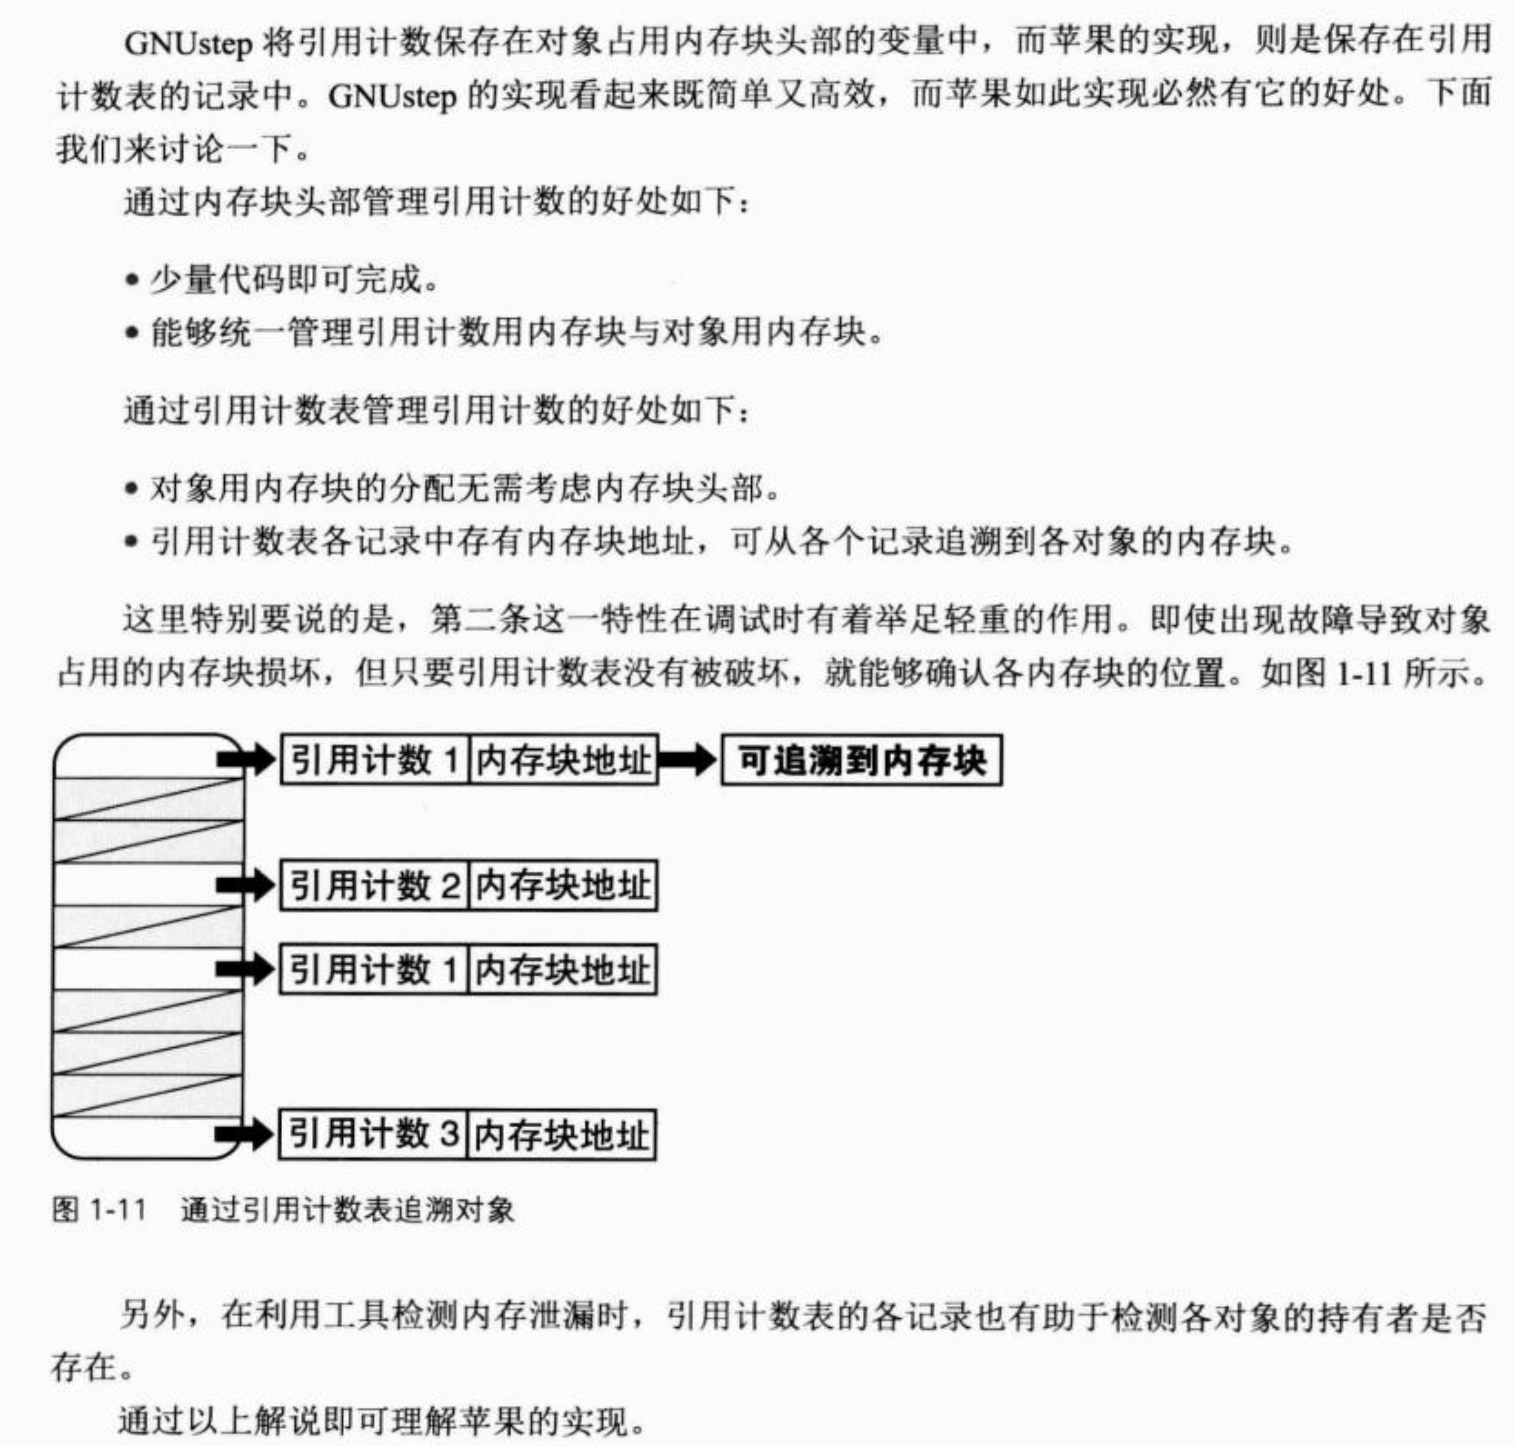 GNUstep 将引用计数保存在对象占用内存块头部的变量中，而苹果的实现，则是保存在引用
计数表的记录中。GNUstep 的实现看起来既简单又高效，而苹果如此实现必然有它的好处。下面
我们来讨论一下。
通过内存块头部管理引用计数的好处如下：
• 少量代码即可完成。
• 能够统一管理引用计数用内存块与对象用内存块。
通过引用计数表管理引用计数的好处如下：
• 对象用内存块的分配无需考虑内存块头部。
• 引用计数表各记录中存有内存块地址，可从各个记录追溯到各对象的内存块。
这里特别要说的是，第二条这一特性在调试时有着举足轻重的作用。即使出现故障导致对象
占用的内存块损坏，但只要引用计数表没有被破坏，就能够确认各内存块的位置。如图 1-11 所示。
引用计数 1 内存块地址 可追溯到内存块
引用计数 2 内存块地址
引用计数 1 内存块地址
引用计数 3 内存块地址
图 1-11 通过引用计数表追溯对象
另外，在利用工具检测内存泄漏时，引用计数表的各记录也有助于检测各对象的持有者是否
存在。
通过以上解说即可理解苹果的实现。